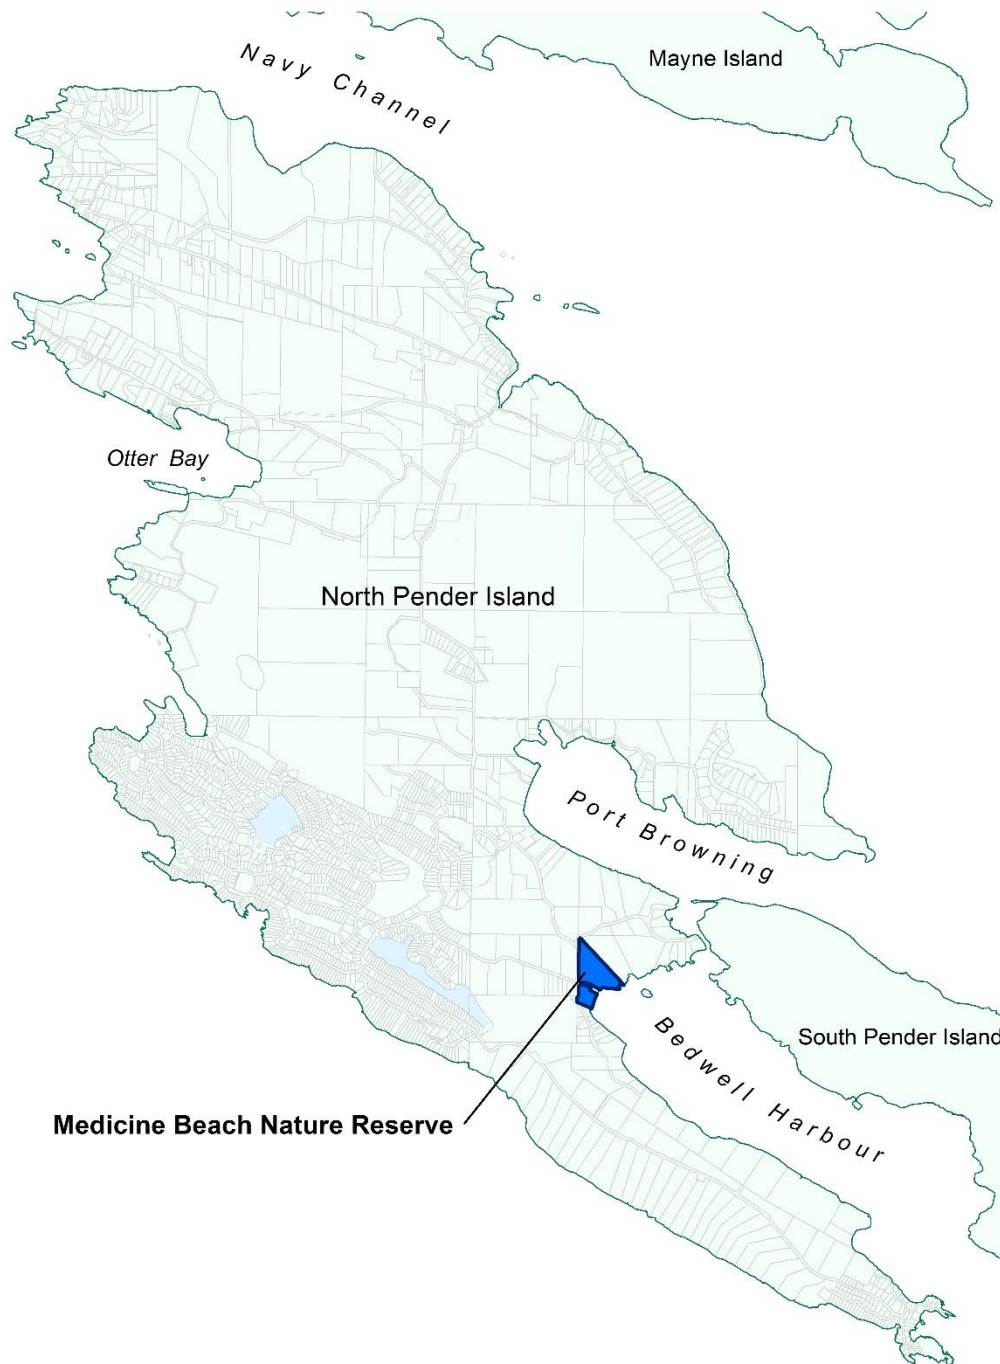 Mayne Island
Navy Channel
Otter Bay
North Pender Island
Port Browning
South Pender Island
Bedwell Harbour
Medicine Beach Nature Reserve